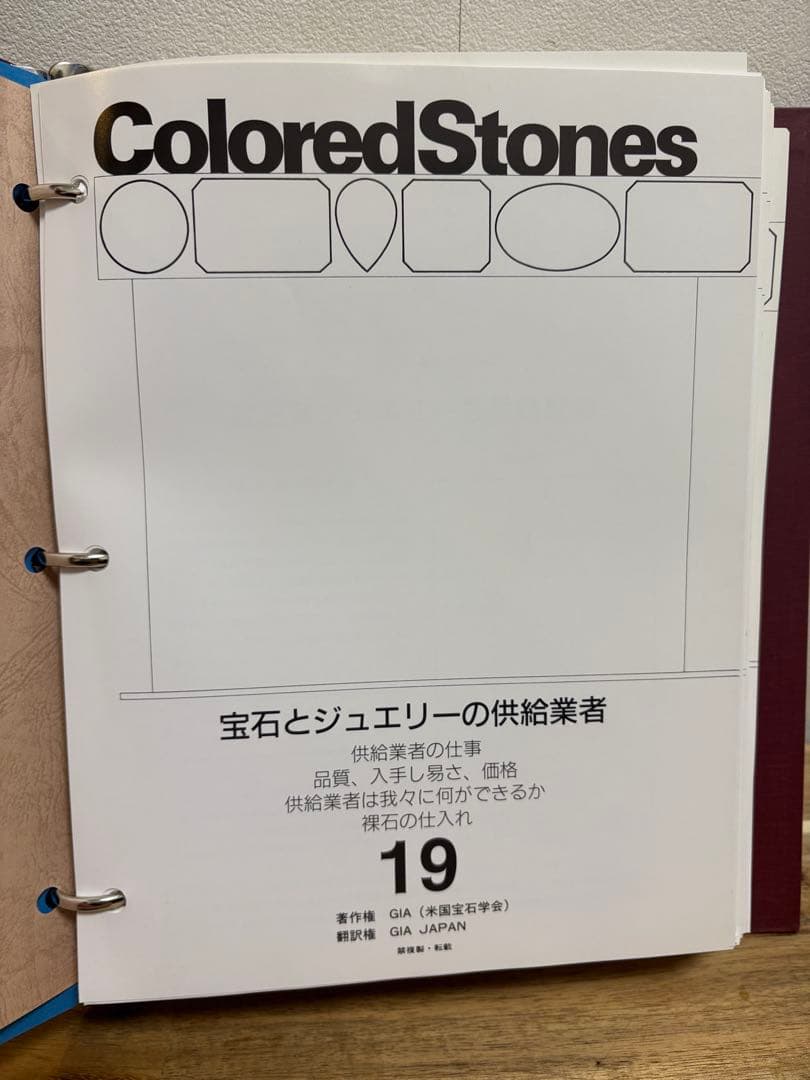 ColoredStones
宝石とジュエリーの供給業者
供給業者の仕事
品質、入手し易さ、価格
供給業者は我々に何ができるか
裸石の仕入れ
19
著作権 GIA（米国宝石学会）
翻訳権 GIA JAPAN
禁複製・転載